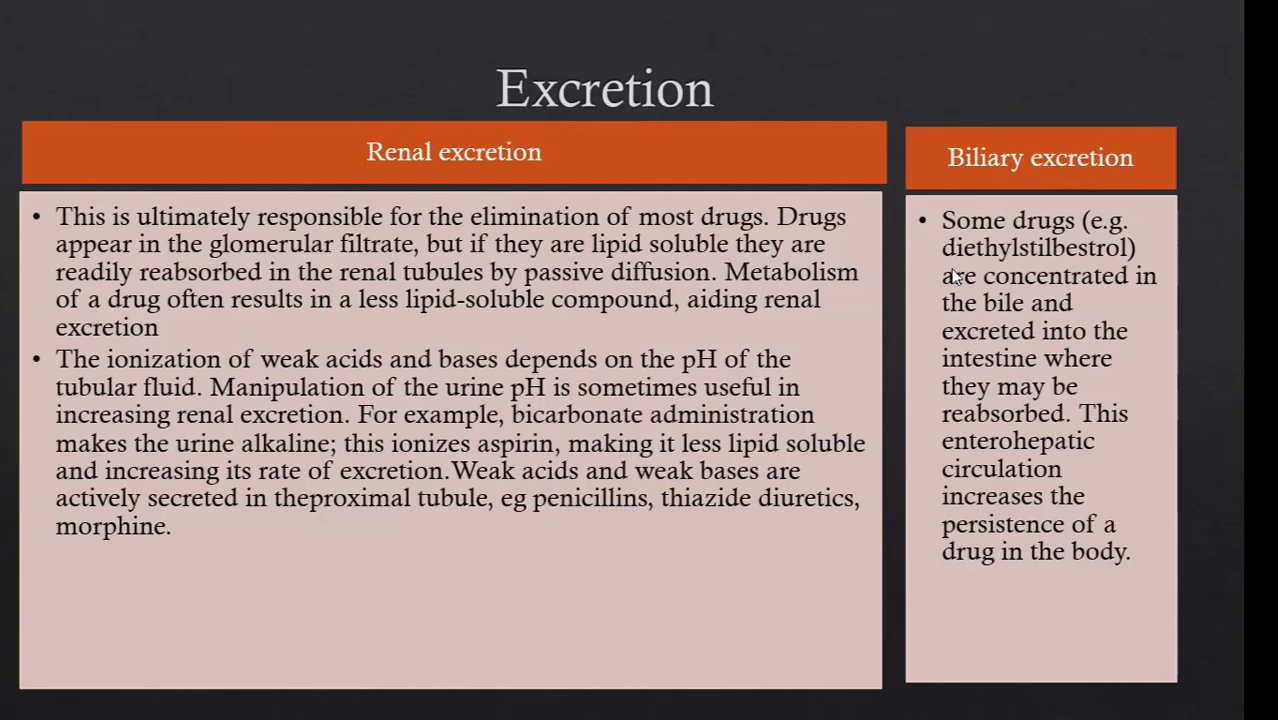 Excretion
Renal excretion
• This is ultimately responsible for the elimination of most drugs. Drugs
appear in the glomerular filtrate, but if they are lipid soluble they are
readily reabsorbed in the renal tubules by passive diffusion. Metabolism
of a drug often results in a less lipid-soluble compound, aiding renal
excretion
• The ionization of weak acids and bases depends on the pH of the
tubular fluid. Manipulation of the urine pH is sometimes useful in
increasing renal excretion. For example, bicarbonate administration
makes the urine alkaline; this ionizes aspirin, making it less lipid soluble
and increasing its rate of excretion.Weak acids and weak bases are
actively secreted in theproximal tubule, eg penicillins, thiazide diuretics,
morphine.
Biliary excretion
• Some drugs (e.g.
diethylstilbestrol)
are concentrated in
the bile and
excreted into the
intestine where
they may be
reabsorbed. This
enterohepatic
circulation
increases the
persistence of a
drug in the body.